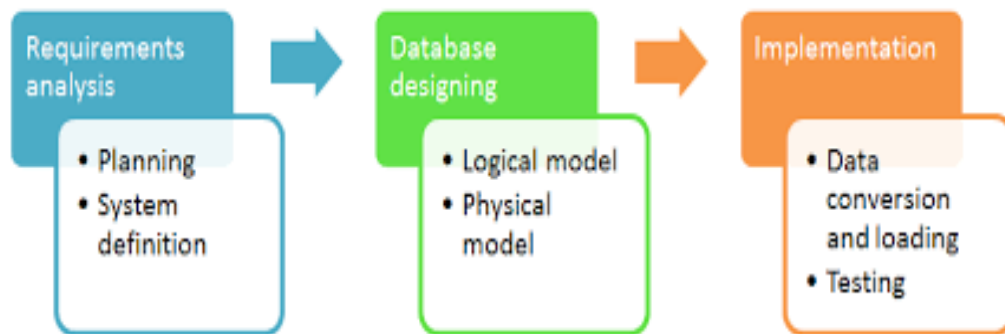 Requirements
analysis
• Planning
• System
definition
Database
designing
• Logical model
• Physical
model
Implementation
• Data
conversion
and loading
• Testing